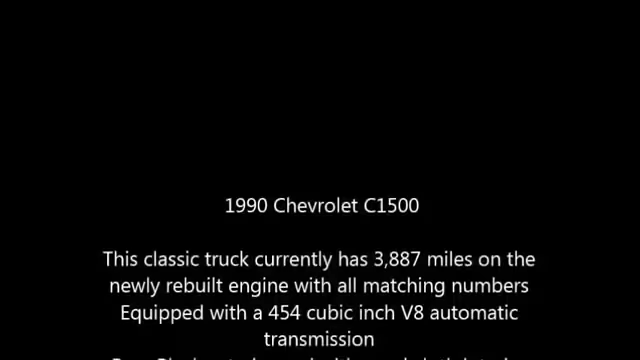 1990 Chevrolet C1500
This classic truck currently has 3,887 miles on the
newly rebuilt engine with all matching numbers
Equipped with a 454 cubic inch V8 automatic
transmission